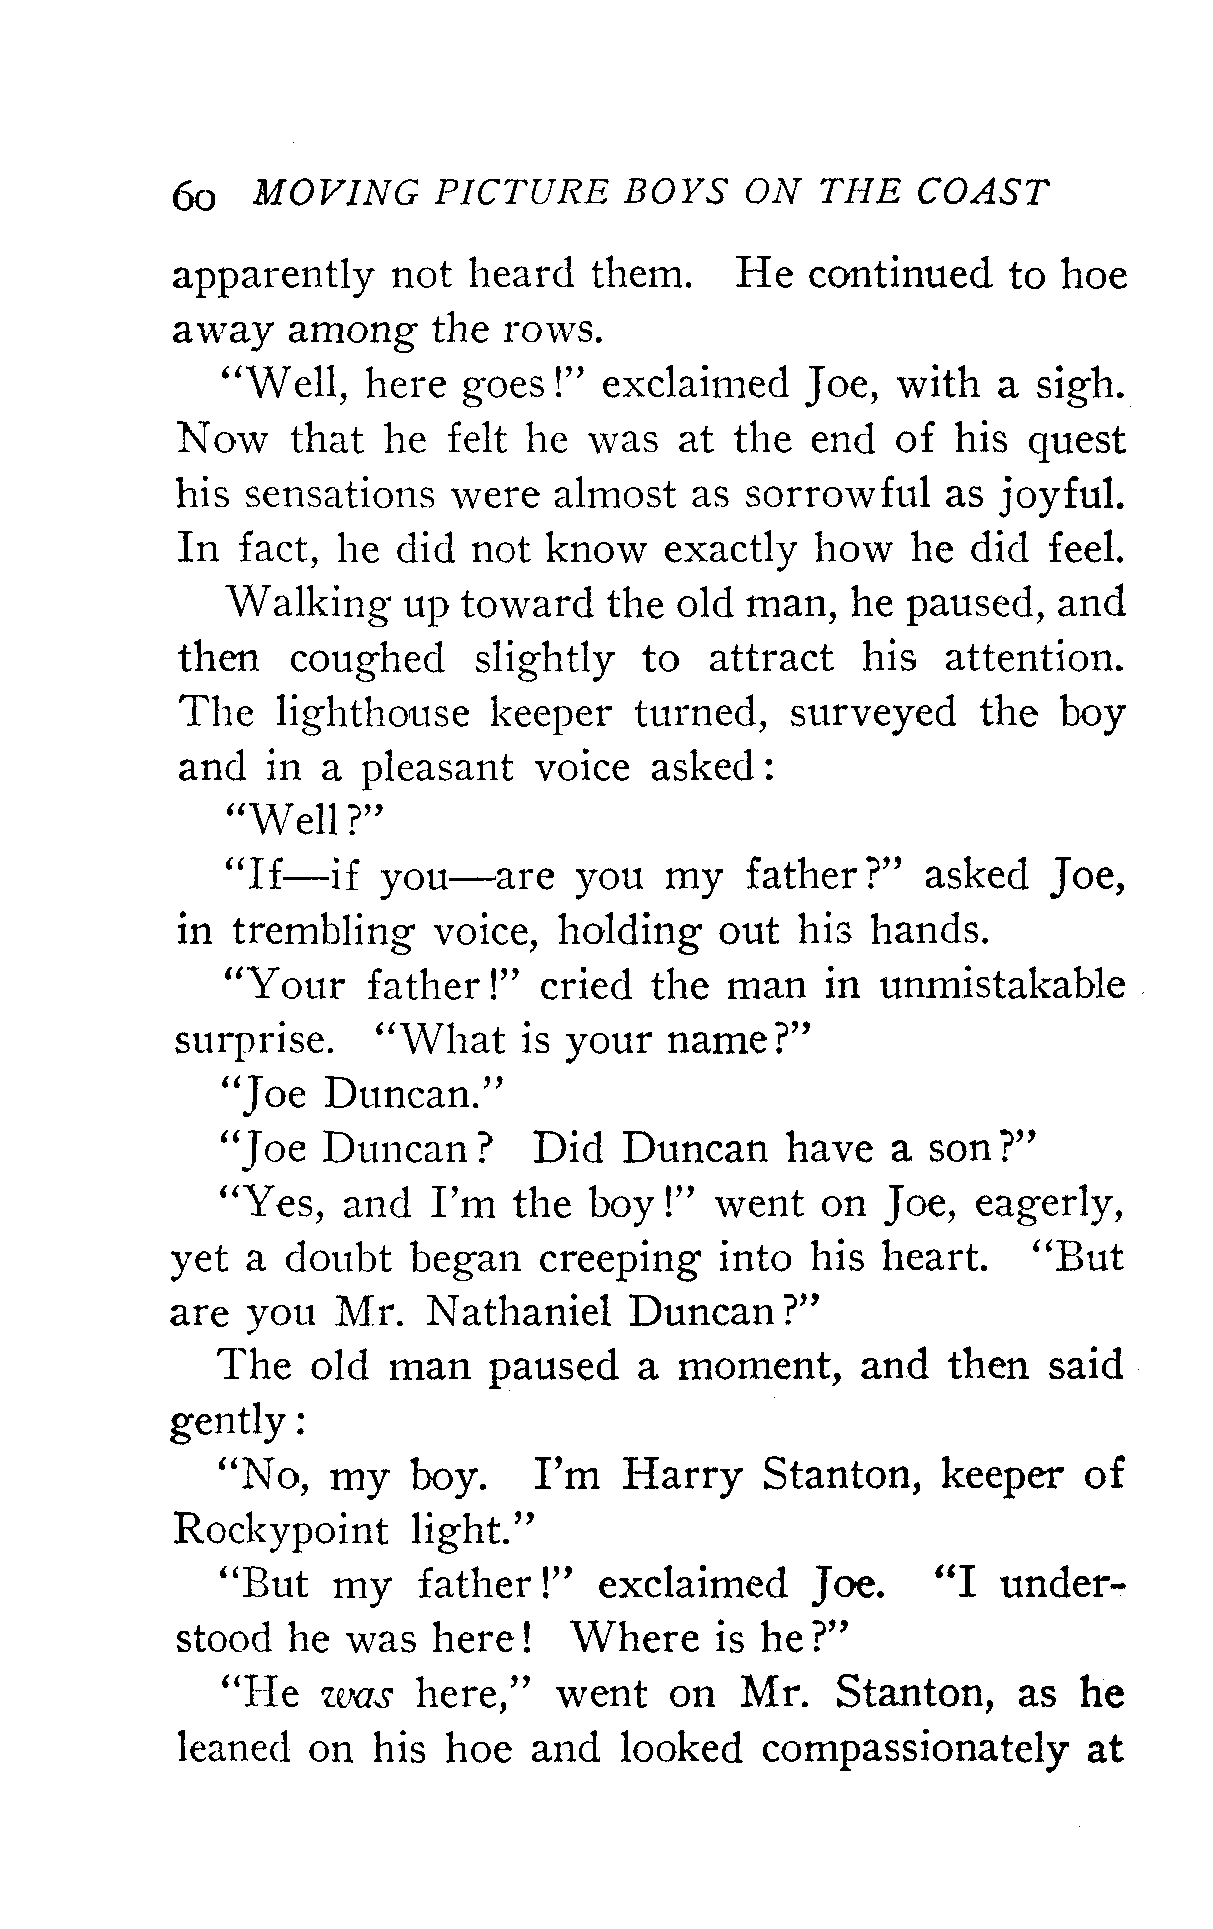 60 MOVING PICTURE BOYS ON THE COAST
apparently not heard them. He continued to hoe
away among the rows.
“Well, here goes!” exclaimed Joe, with a sigh.
Now that he felt he was at the end of his quest
his sensations were almost as sorrowful as joyful.
In fact, he did not know exactly how he did feel.
Walking up toward the old man, he paused, and
then coughed slightly to attract his attention.
The lighthouse keeper turned, surveyed the boy
and in a pleasant voice asked:
“Well?”
“If—if you—are you my father?” asked Joe,
in trembling voice, holding out his hands.
“Your father!” cried the man in unmistakable
surprise. “What is your name?”
“Joe Duncan.”
“Joe Duncan? Did Duncan have a son?”
“Yes, and I’m the boy!” went on Joe, eagerly,
yet a doubt began creeping into his heart. “But
are you Mr. Nathaniel Duncan?”
The old man paused a moment, and then said
gently:
“No, my boy. I’m Harry Stanton, keeper of
Rockypoint light.”
“But my father!” exclaimed Joe. “I under-
stood he was here! Where is he?”
“He was here,” went on Mr. Stanton, as he
leaned on his hoe and looked compassionately at